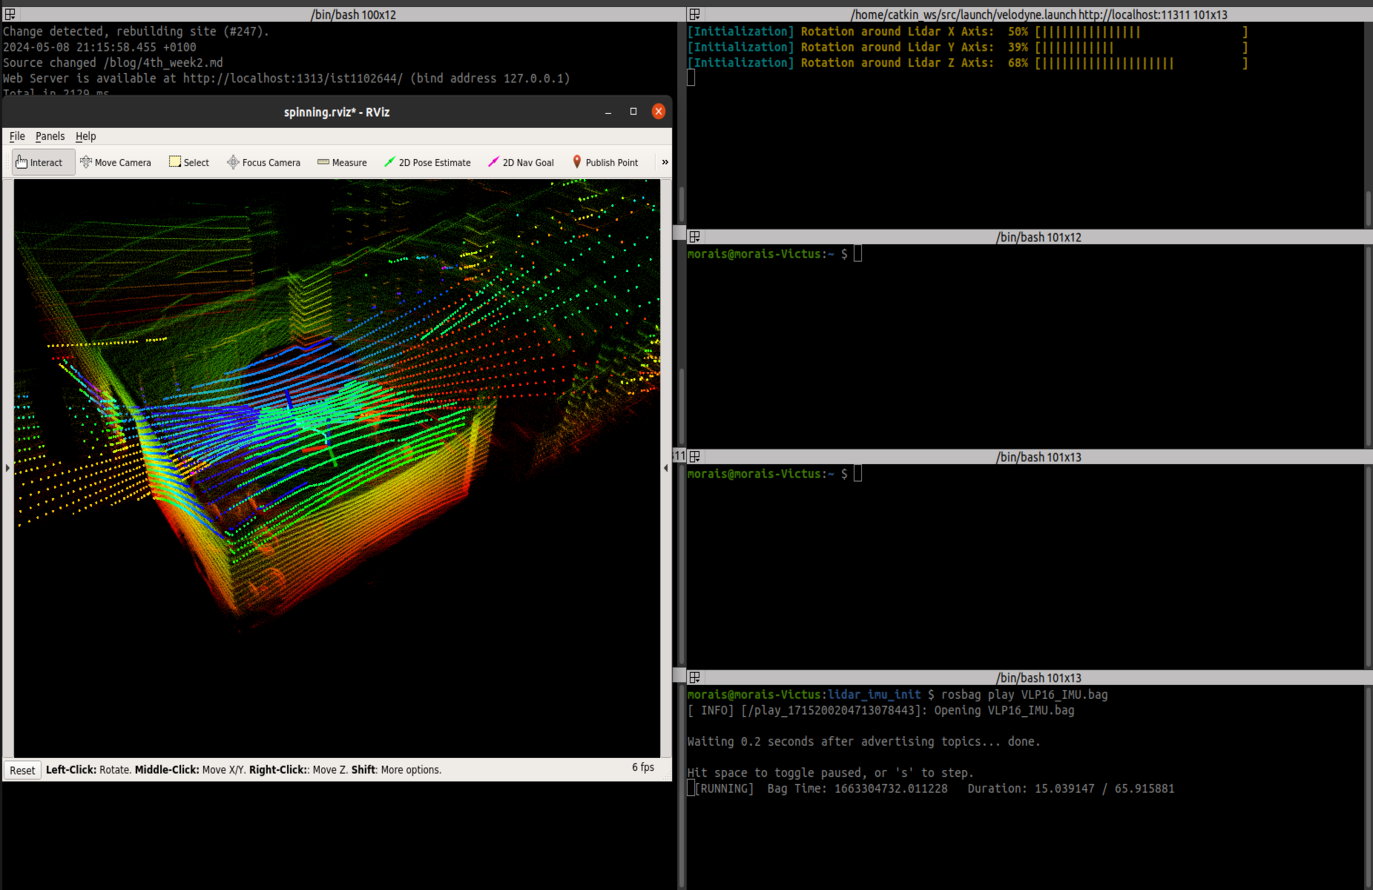 /bin/bash 100x12
Change detected, rebuilding site (#247).
2024-05-08 21:15:58.455 +0100
Source changed /blog/4th_week2.md
Web Server is available at http://localhost:1313/ist1102644/ (bind address 127.0.0.1)
Total in 2129 ms
spinning.rviz* - RViz
File Panels Help
Interact Move Camera Select Focus Camera Measure 2D Pose Estimate 2D Nav Goal Publish Point »
Reset Left-Click: Rotate. Middle-Click: Move X/Y. Right-Click:: Move Z. Shift: More options. 6 fps
/home/catkin_ws/src/launch/velodyne.launch http://localhost:11311 101x13
[Initialization] Rotation around Lidar X Axis: 50% [||||||||||||||| ]
[Initialization] Rotation around Lidar Y Axis: 39% [||||||||||| ]
[Initialization] Rotation around Lidar Z Axis: 68% [|||||||||||||||||||| ]
/bin/bash 101x12
morais@morais-Victus:~ $
/bin/bash 101x13
morais@morais-Victus:~ $
/bin/bash 101x13
morais@morais-Victus:lidar_imu_init $ rosbag play VLP16_IMU.bag
[ INFO] [/play_1715200204713078443]: Opening VLP16_IMU.bag
Waiting 0.2 seconds after advertising topics... done.
Hit space to toggle paused, or 's' to step.
[RUNNING] Bag Time: 1663304732.011228 Duration: 15.039147 / 65.915881